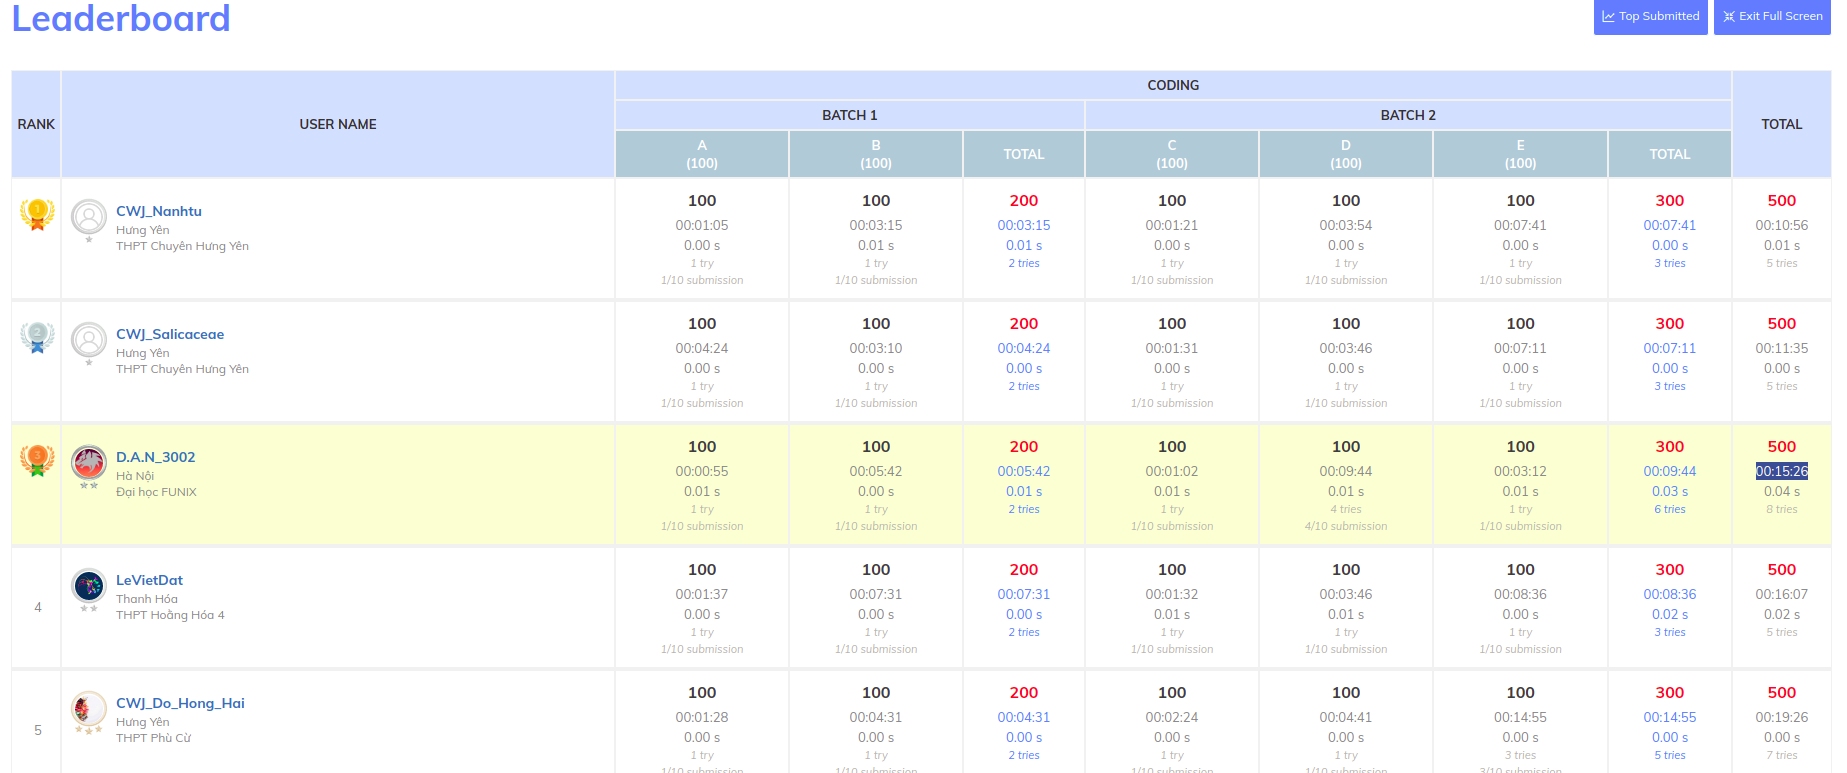 Leaderboard
Top Submitted
Exit Full Screen
RANK
USER NAME
CODING
TOTAL
BATCH 1
BATCH 2
A
(100)
B
(100)
TOTAL
C
(100)
D
(100)
E
(100)
TOTAL
1
CWJ_Nanhtu
Hưng Yên
THPT Chuyên Hưng Yên
100 100 200 100 100 100 300 500
00:01:05 00:03:15 00:03:15 00:01:21 00:03:54 00:07:41 00:07:41 00:10:56
0.00 s 0.01 s 0.01 s 0.00 s 0.00 s 0.00 s 0.00 s 0.01 s
1 try 1 try 2 tries 1 try 1 try 1 try 3 tries 5 tries
1/10 submission 1/10 submission 1/10 submission 1/10 submission 1/10 submission
2
CWJ_Salicaceae
Hưng Yên
THPT Chuyên Hưng Yên
100 100 200 100 100 100 300 500
00:04:24 00:03:10 00:04:24 00:01:31 00:03:46 00:07:11 00:07:11 00:11:35
0.00 s 0.00 s 0.00 s 0.00 s 0.00 s 0.00 s 0.00 s 0.00 s
1 try 1 try 2 tries 1 try 1 try 1 try 3 tries 5 tries
1/10 submission 1/10 submission 1/10 submission 1/10 submission 1/10 submission
3
D.A.N_3002
Hà Nội
Đại học FUNIX
100 100 200 100 100 100 300 500
00:00:55 00:05:42 00:05:42 00:01:02 00:09:44 00:03:12 00:09:44 00:15:26
0.01 s 0.00 s 0.01 s 0.01 s 0.01 s 0.01 s 0.03 s 0.04 s
1 try 1 try 2 tries 1 try 4 tries 1 try 6 tries 8 tries
1/10 submission 1/10 submission 1/10 submission 4/10 submission 1/10 submission
4
LeVietDat
Thanh Hóa
THPT Hoằng Hóa 4
100 100 200 100 100 100 300 500
00:01:37 00:07:31 00:07:31 00:01:32 00:03:46 00:08:36 00:08:36 00:16:07
0.00 s 0.00 s 0.00 s 0.01 s 0.01 s 0.00 s 0.02 s 0.02 s
1 try 1 try 2 tries 1 try 1 try 1 try 3 tries 5 tries
1/10 submission 1/10 submission 1/10 submission 1/10 submission 1/10 submission
5
CWJ_Do_Hong_Hai
Hưng Yên
THPT Phù Cừ
100 100 200 100 100 100 300 500
00:01:28 00:04:31 00:04:31 00:02:24 00:04:41 00:14:55 00:14:55 00:19:26
0.00 s 0.00 s 0.00 s 0.00 s 0.00 s 0.00 s 0.00 s 0.00 s
1 try 1 try 2 tries 1 try 1 try 3 tries 5 tries 7 tries
1/10 submission 1/10 submission 1/10 submission 1/10 submission 3/10 submission